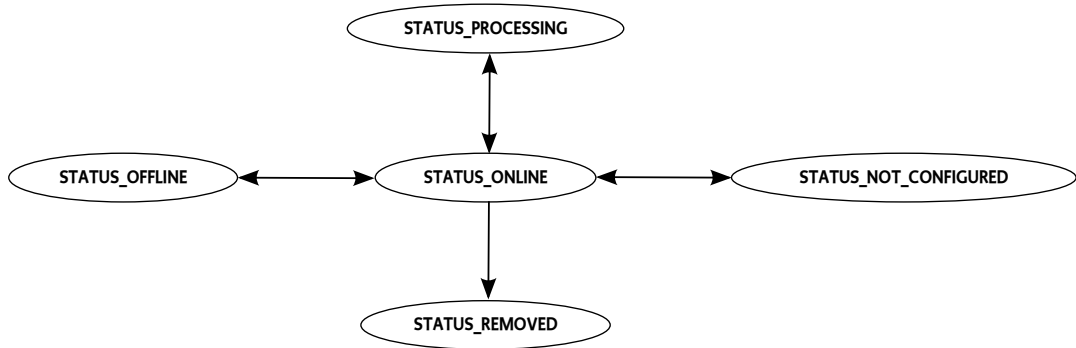 STATUS_PROCESSING
STATUS_OFFLINE
STATUS_ONLINE
STATUS_NOT_CONFIGURED
STATUS_REMOVED